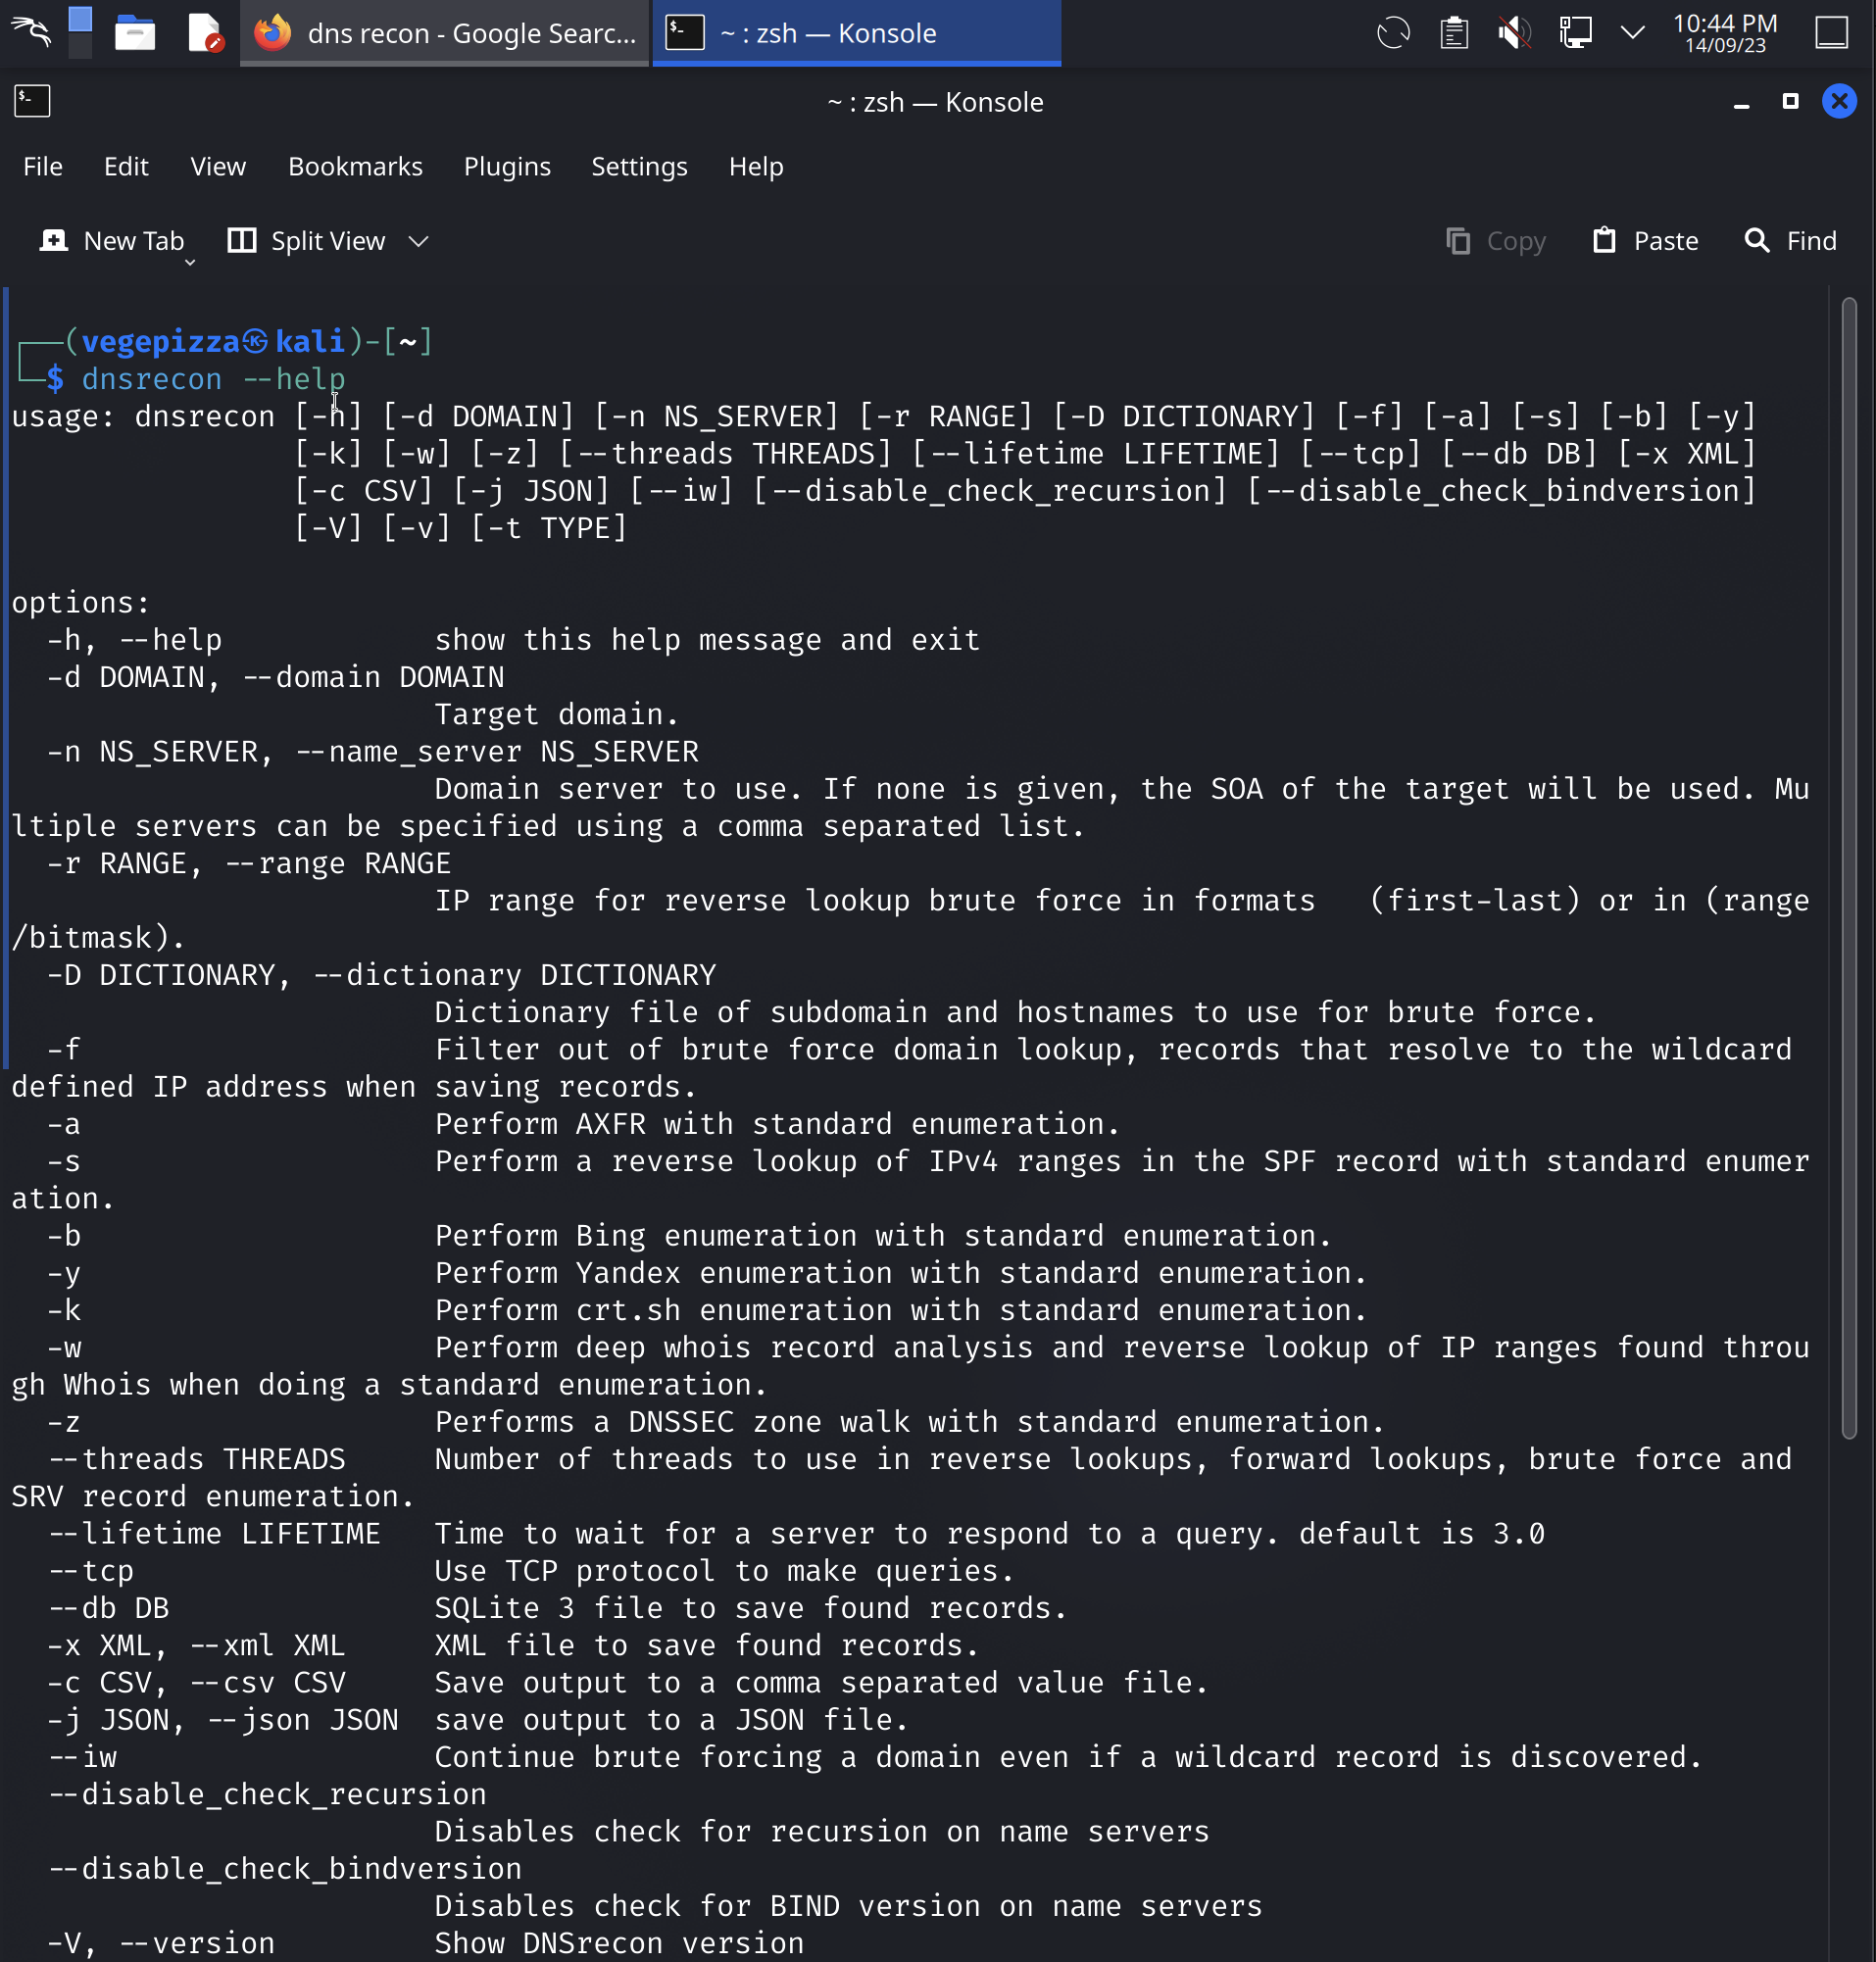 dns recon - Google Searc...
~ : zsh — Konsole
10:44 PM
14/09/23
~ : zsh — Konsole
File Edit View Bookmarks Plugins Settings Help
New Tab Split View Copy Paste Find
(vegepizza㉿kali)-[~]
$ dnsrecon --help
usage: dnsrecon [-h] [-d DOMAIN] [-n NS_SERVER] [-r RANGE] [-D DICTIONARY] [-f] [-a] [-s] [-b] [-y]
[-k] [-w] [-z] [--threads THREADS] [--lifetime LIFETIME] [--tcp] [--db DB] [-x XML]
[-c CSV] [-j JSON] [--iw] [--disable_check_recursion] [--disable_check_bindversion]
[-V] [-v] [-t TYPE]
options:
-h, --help show this help message and exit
-d DOMAIN, --domain DOMAIN
Target domain.
-n NS_SERVER, --name_server NS_SERVER
Domain server to use. If none is given, the SOA of the target will be used. Mu
ltiple servers can be specified using a comma separated list.
-r RANGE, --range RANGE
IP range for reverse lookup brute force in formats   (first-last) or in (range
/bitmask).
-D DICTIONARY, --dictionary DICTIONARY
Dictionary file of subdomain and hostnames to use for brute force.
-f Filter out of brute force domain lookup, records that resolve to the wildcard
defined IP address when saving records.
-a Perform AXFR with standard enumeration.
-s Perform a reverse lookup of IPv4 ranges in the SPF record with standard enumer
ation.
-b Perform Bing enumeration with standard enumeration.
-y Perform Yandex enumeration with standard enumeration.
-k Perform crt.sh enumeration with standard enumeration.
-w Perform deep whois record analysis and reverse lookup of IP ranges found throu
gh Whois when doing a standard enumeration.
-z Performs a DNSSEC zone walk with standard enumeration.
--threads THREADS Number of threads to use in reverse lookups, forward lookups, brute force and
SRV record enumeration.
--lifetime LIFETIME Time to wait for a server to respond to a query. default is 3.0
--tcp Use TCP protocol to make queries.
--db DB SQLite 3 file to save found records.
-x XML, --xml XML XML file to save found records.
-c CSV, --csv CSV Save output to a comma separated value file.
-j JSON, --json JSON save output to a JSON file.
--iw Continue brute forcing a domain even if a wildcard record is discovered.
--disable_check_recursion
Disables check for recursion on name servers
--disable_check_bindversion
Disables check for BIND version on name servers
-V, --version Show DNSrecon version